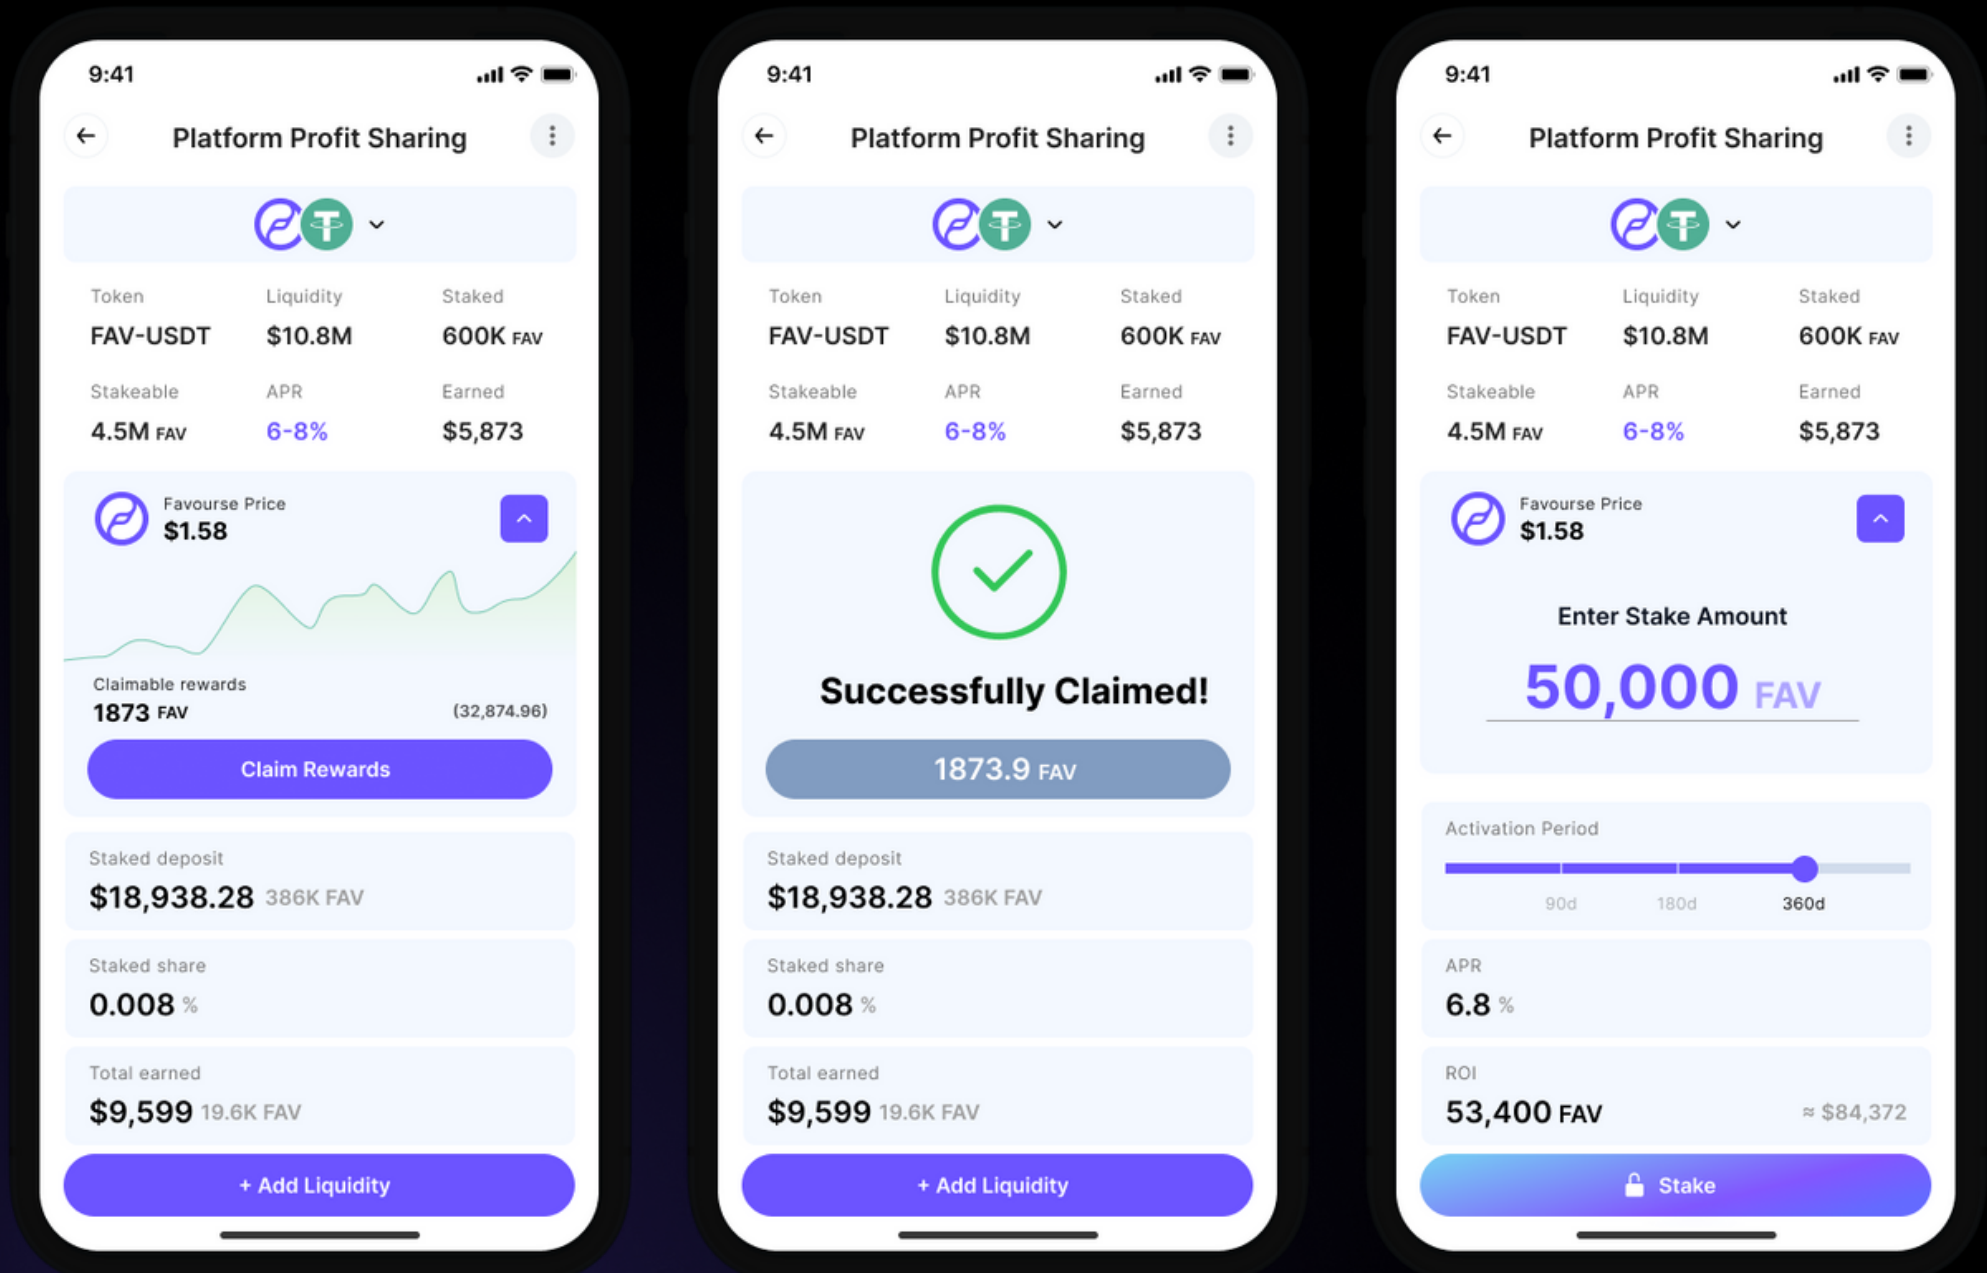 9:41
Platform Profit Sharing
Token Liquidity Staked
FAV-USDT $10.8M 600K FAV
Stakeable APR Earned
4.5M FAV 6-8% $5,873
Favourse Price
$1.58
Claimable rewards
1873 FAV (32,874.96)
Claim Rewards
Staked deposit
$18,938.28 386K FAV
Staked share
0.008 %
Total earned
$9,599 19.6K FAV
+ Add Liquidity
9:41
Platform Profit Sharing
Token Liquidity Staked
FAV-USDT $10.8M 600K FAV
Stakeable APR Earned
4.5M FAV 6-8% $5,873
Successfully Claimed!
1873.9 FAV
Staked deposit
$18,938.28 386K FAV
Staked share
0.008 %
Total earned
$9,599 19.6K FAV
+ Add Liquidity
9:41
Platform Profit Sharing
Token Liquidity Staked
FAV-USDT $10.8M 600K FAV
Stakeable APR Earned
4.5M FAV 6-8% $5,873
Favourse Price
$1.58
Enter Stake Amount
50,000 FAV
Activation Period
90d 180d 360d
APR
6.8 %
ROI
53,400 FAV ≈ $84,372
Stake